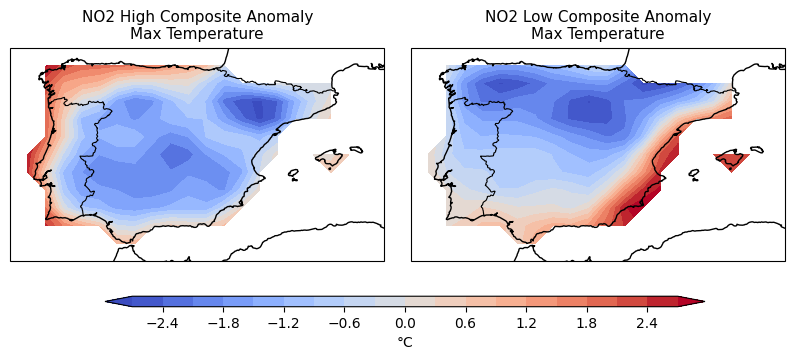 NO2 High Composite Anomaly
Max Temperature
NO2 Low Composite Anomaly
Max Temperature
−2.4 −1.8 −1.2 −0.6 0.0 0.6 1.2 1.8 2.4
°C